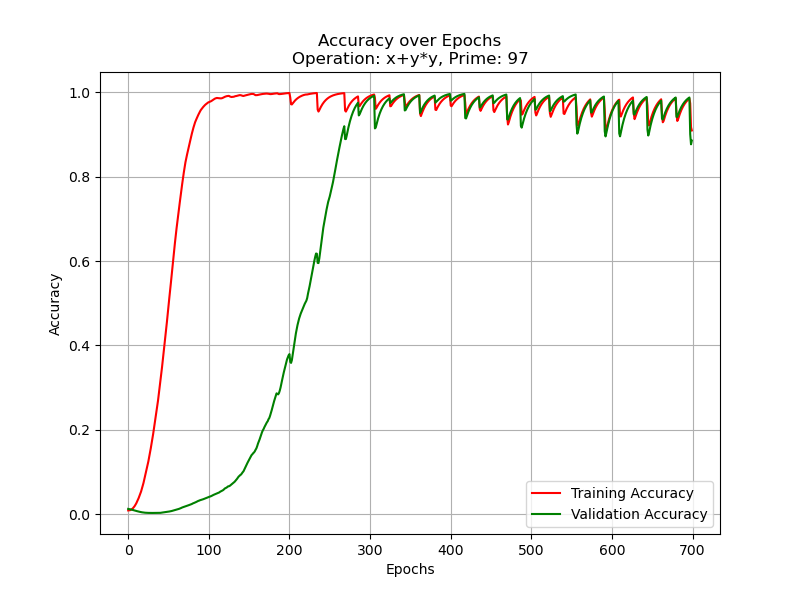 Accuracy over Epochs
Operation: x+y*y, Prime: 97
Accuracy
1.0
0.8
0.6
0.4
0.2
0.0
0 100 200 300 400 500 600 700
Epochs
Training Accuracy
Validation Accuracy